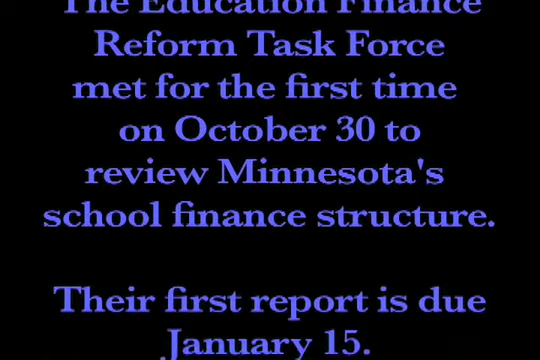 The Education Finance
Reform Task Force
met for the first time
on October 30 to
review Minnesota's
school finance structure.
Their first report is due
January 15.